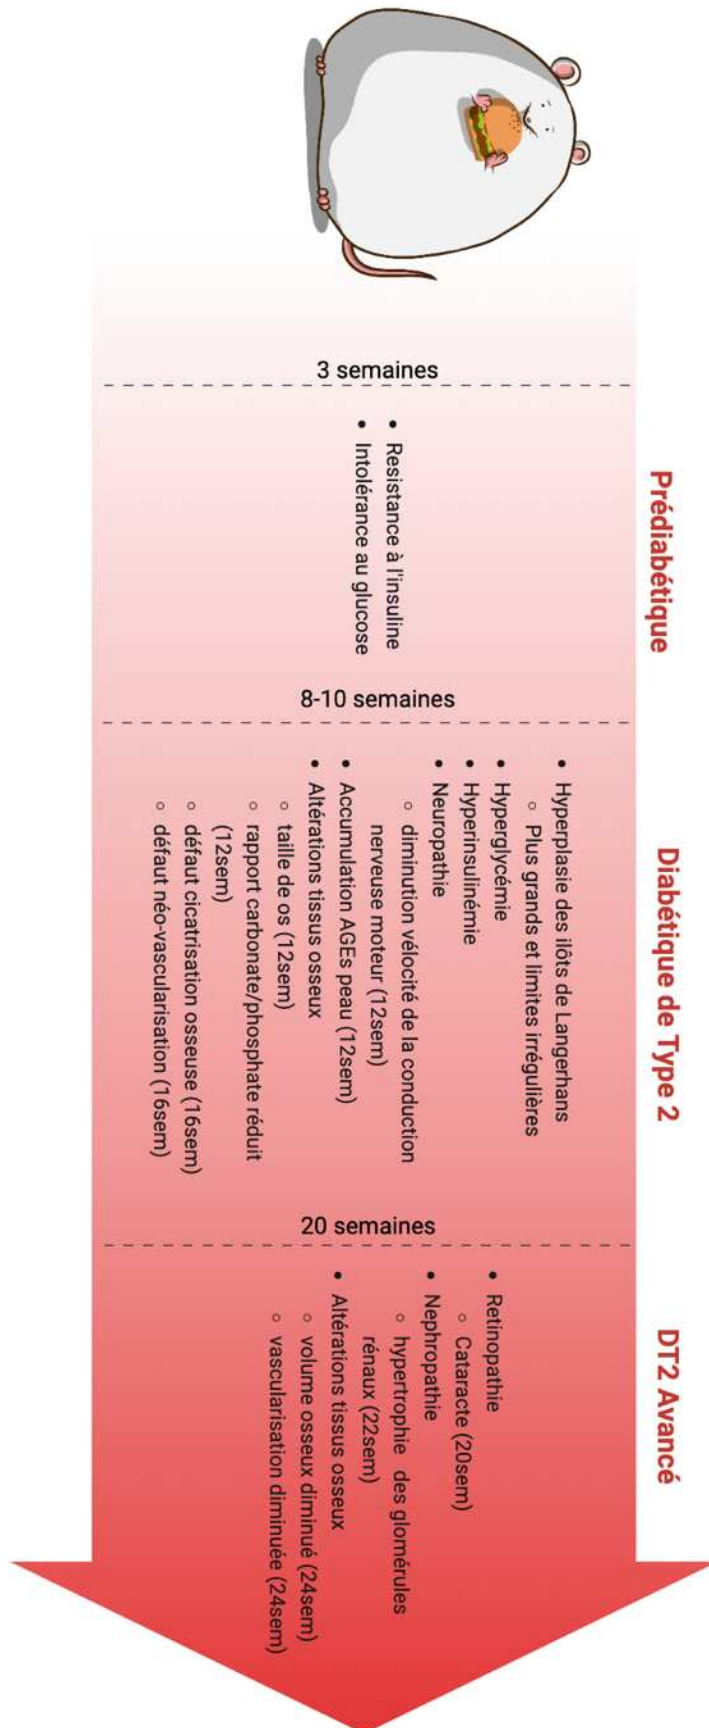 3 semaines
Prédiabétique
• Resistance à l'insuline
• Intolérance au glucose
8-10 semaines
Diabétique de Type 2
• Hyperplasie des ilôts de Langerhans
○ Plus grands et limites irrégulières
• Hyperglycémie
• Hyperinsulinémie
• Neuropathie
○ diminution vélocité de la conduction
nerveuse moteur (12sem)
• Accumulation AGEs peau (12sem)
• Altérations tissus osseux
○ taille de os (12sem)
○ rapport carbonate/phosphate réduit
(12sem)
○ défaut cicatrisation osseuse (16sem)
○ défaut néo-vascularisation (16sem)
20 semaines
DT2 Avancé
• Retinopathie
○ Cataracte (20sem)
• Nephropathie
○ hypertrophie des glomérules
rénaux (22sem)
• Altérations tissus osseux
○ volume osseux diminué (24sem)
○ vascularisation diminuée (24sem)